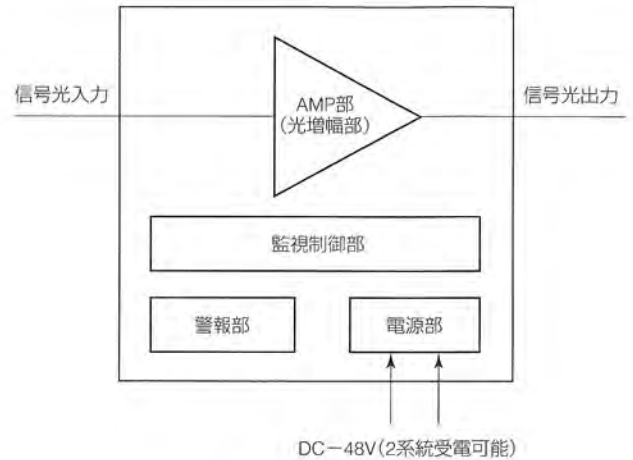 信号光入力
AMP部
(光増幅部)
信号光出力
監視制御部
警報部
電源部
DC−48V(2系統受電可能)